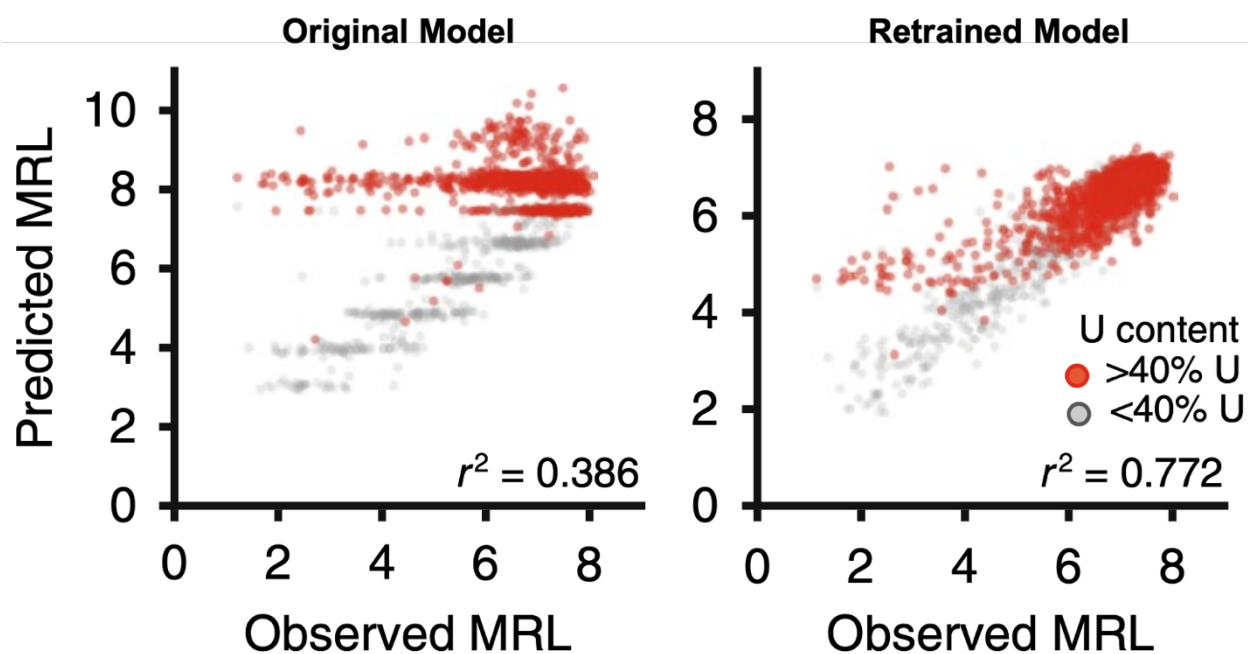 Original Model
Retrained Model
Predicted MRL
10
8
6
4
2
0
0 2 4 6 8
r² = 0.386
Observed MRL
8
6
4
2
0
0 2 4 6 8
U content
>40% U
<40% U
r² = 0.772
Observed MRL